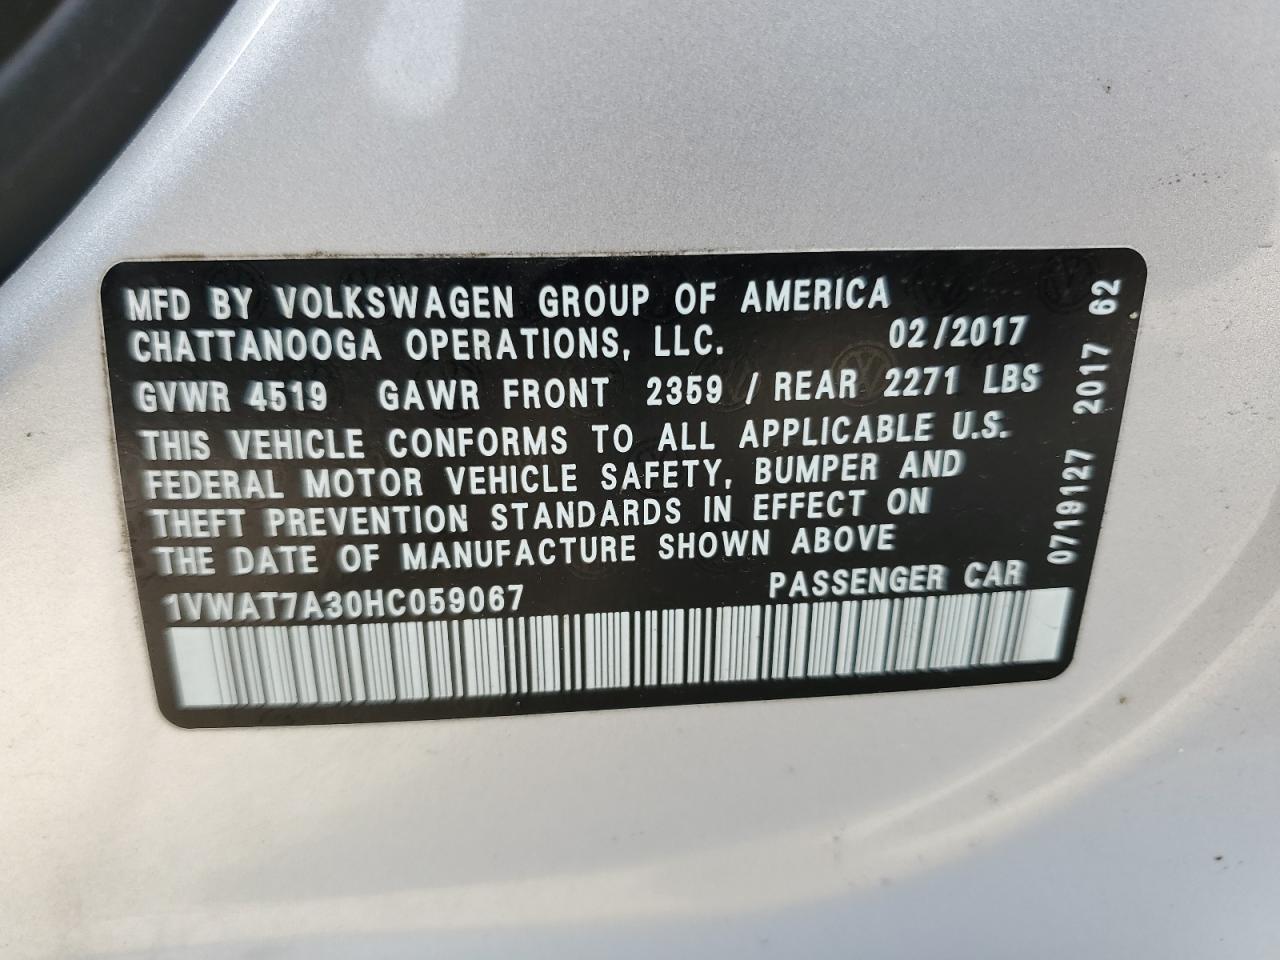 MFD BY VOLKSWAGEN GROUP OF AMERICA
CHATTANOOGA OPERATIONS, LLC. 02/2017
GVWR 4519 GAWR FRONT 2359 / REAR 2271 LBS
THIS VEHICLE CONFORMS TO ALL APPLICABLE U.S.
FEDERAL MOTOR VEHICLE SAFETY, BUMPER AND
THEFT PREVENTION STANDARDS IN EFFECT ON
THE DATE OF MANUFACTURE SHOWN ABOVE
1VWAT7A30HC059067 PASSENGER CAR
0719127 2017 62